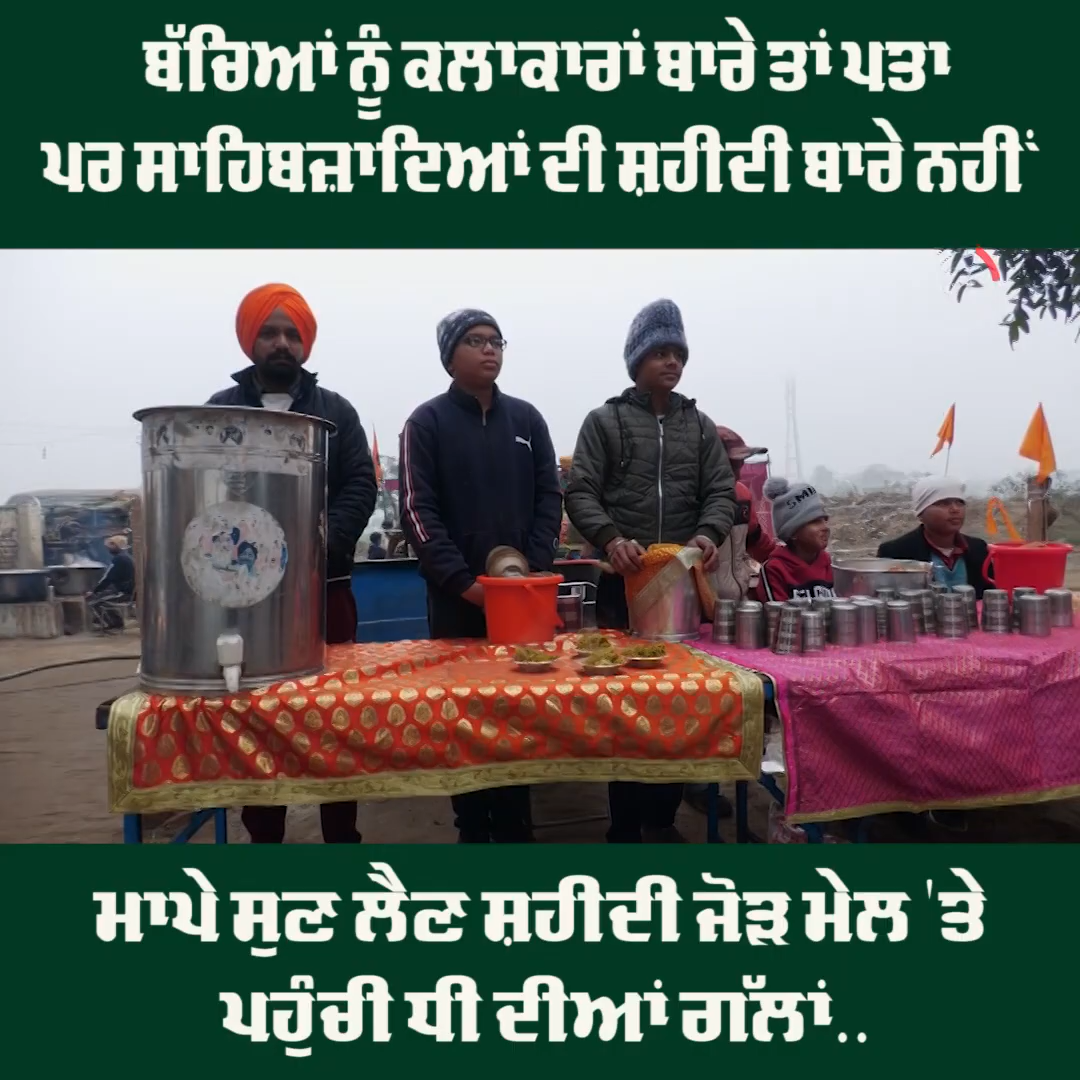 ਬੱਚਿਆਂ ਨੂੰ ਕਲਾਕਾਰਾਂ ਬਾਰੇ ਤਾਂ ਪਤਾ
ਪਰ ਸਾਹਿਬਜ਼ਾਦਿਆਂ ਦੀ ਸ਼ਹੀਦੀ ਬਾਰੇ ਨਹੀਂ
ਮਾਪੇ ਸੁਣ ਲੈਣ ਸ਼ਹੀਦੀ ਜੋੜ ਮੇਲ 'ਤੇ
ਪਹੁੰਚੀ ਧੀ ਦੀਆਂ ਗੱਲਾਂ..